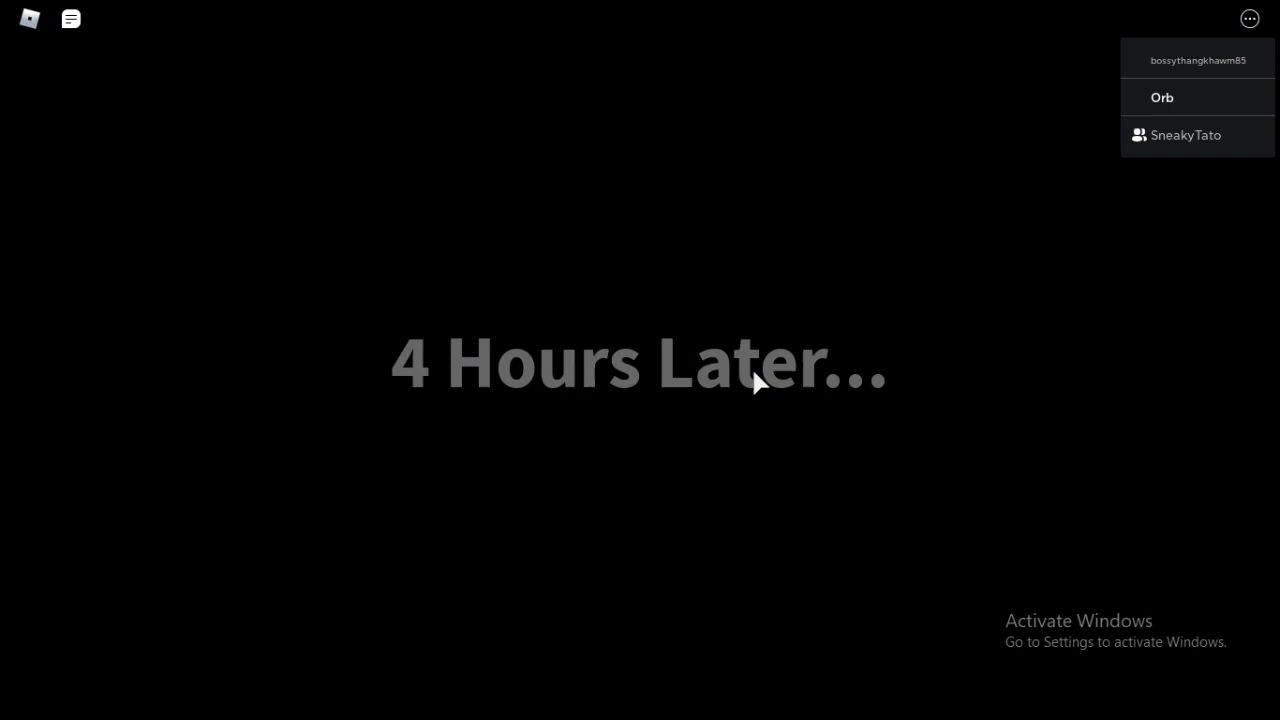 bossythangkhawm85
Orb
SneakyTato
4 Hours Later...
Activate Windows
Go to Settings to activate Windows.